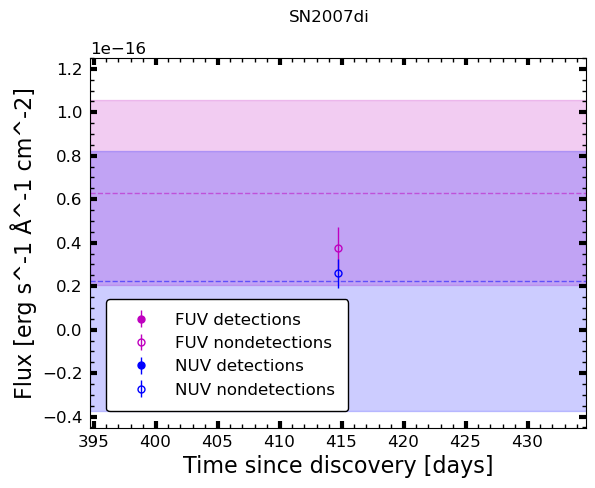 SN2007di
1e−16
1.2
1.0
0.8
0.6
0.4
0.2
0.0
−0.2
−0.4
Flux [erg s^-1 Å^-1 cm^-2]
FUV detections
FUV nondetections
NUV detections
NUV nondetections
395 400 405 410 415 420 425 430
Time since discovery [days]